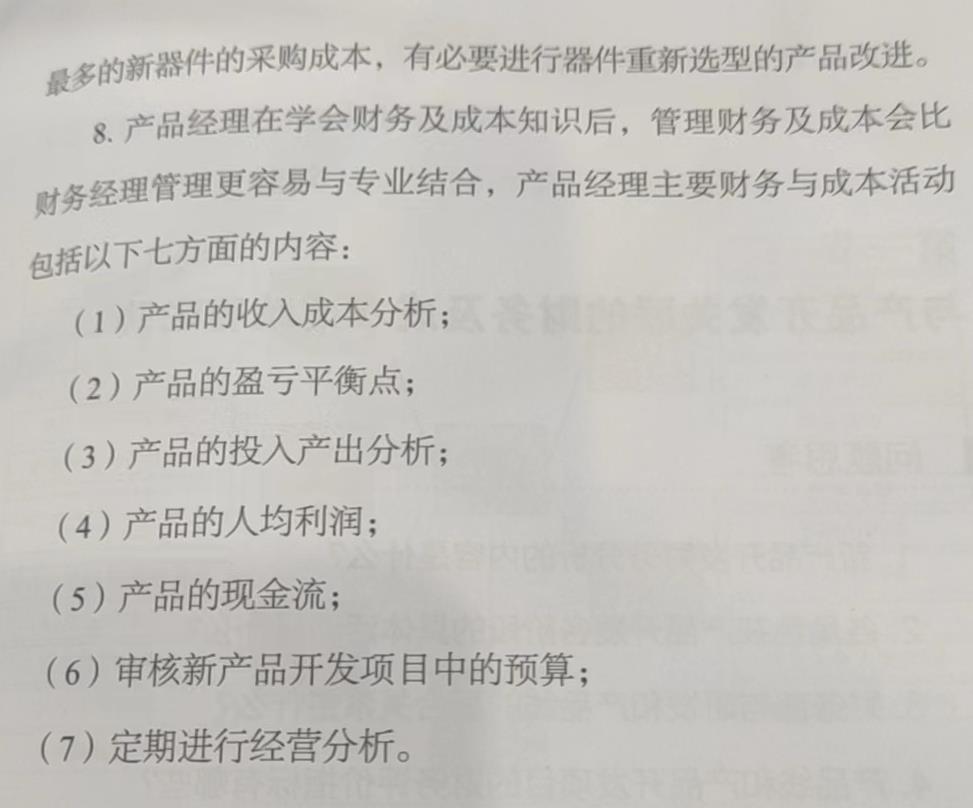 最多的新器件的采购成本，有必要进行器件重新选型的产品改进。
8. 产品经理在学会财务及成本知识后，管理财务及成本会比
财务经理管理更容易与专业结合，产品经理主要财务与成本活动
包括以下七方面的内容：
（1）产品的收入成本分析；
（2）产品的盈亏平衡点；
（3）产品的投入产出分析；
（4）产品的人均利润；
（5）产品的现金流；
（6）审核新产品开发项目中的预算；
（7）定期进行经营分析。